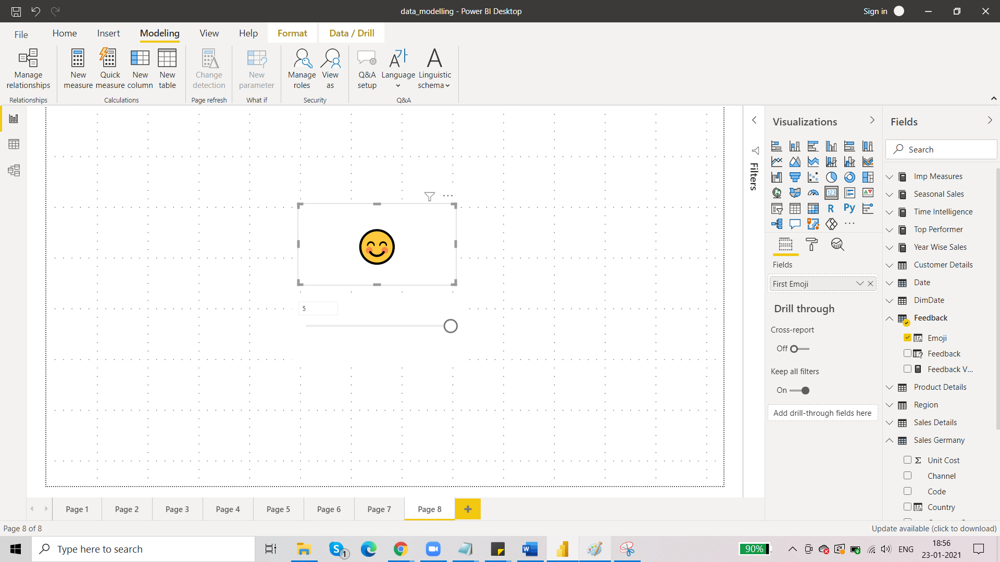 data_modelling - Power BI Desktop
Sign in
File
Home
Insert
Modeling
View
Help
Format
Data / Drill
Manage relationships
Relationships
New measure
Quick measure
New column
New table
Calculations
Change detection
Page refresh
New parameter
What if
Manage roles
View as
Security
Q&A setup
Language
Linguistic schema
Q&A
5
Filters
Visualizations
123
R
Py
Fields
First Emoji
Drill through
Cross-report
Off
Keep all filters
On
Add drill-through fields here
Fields
Search
Imp Measures
Seasonal Sales
Time Intelligence
Top Performer
Year Wise Sales
Customer Details
Date
DimDate
Feedback
Emoji
Feedback
Feedback V...
Product Details
Region
Sales Details
Sales Germany
Unit Cost
Channel
Code
Country
Page 1
Page 2
Page 3
Page 4
Page 5
Page 6
Page 7
Page 8
Page 8 of 8
Update available (click to download)
Type here to search
1
90%
ENG
18:56
23-01-2021